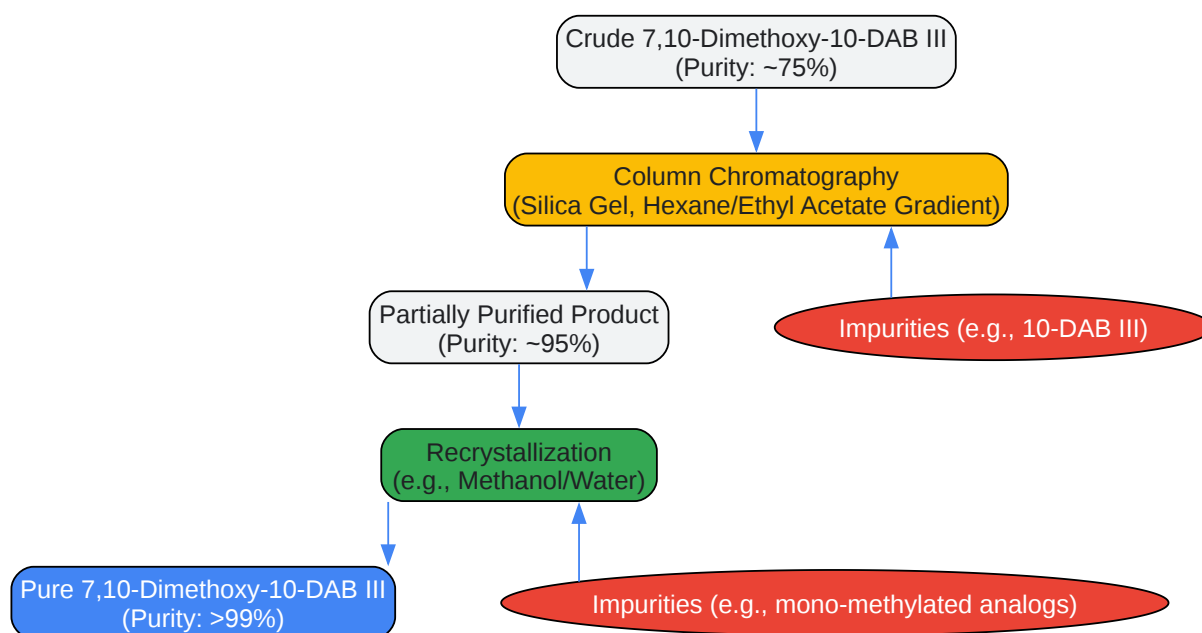 Crude 7,10-Dimethoxy-10-DAB III
(Purity: ~75%)
Column Chromatography
(Silica Gel, Hexane/Ethyl Acetate Gradient)
Partially Purified Product
(Purity: ~95%)
Impurities (e.g., 10-DAB III)
Recrystallization
(e.g., Methanol/Water)
Pure 7,10-Dimethoxy-10-DAB III
(Purity: >99%)
Impurities (e.g., mono-methylated analogs)